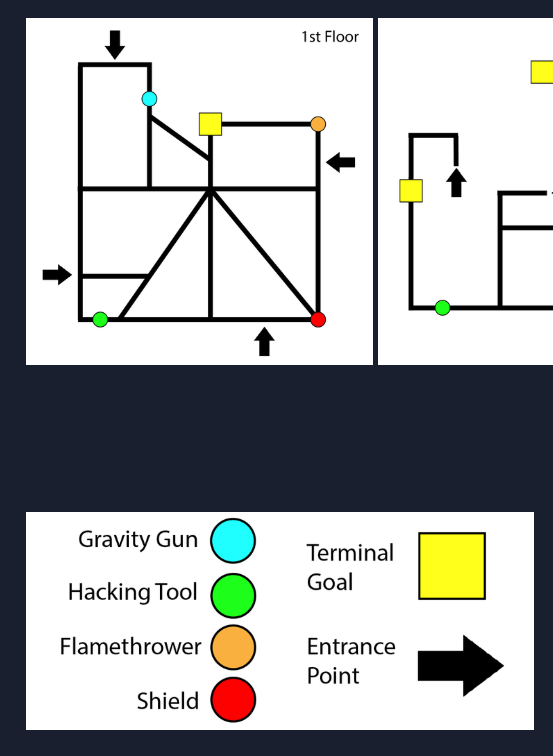 1st Floor
Gravity Gun
Hacking Tool
Flamethrower
Shield
Terminal
Goal
Entrance
Point